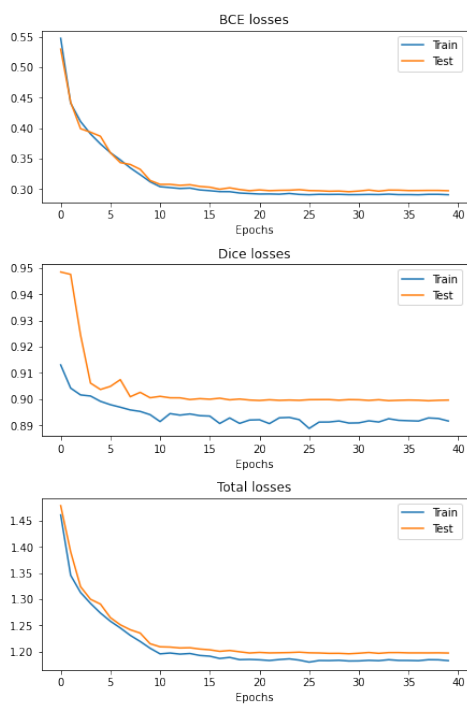 BCE losses
0.55
0.50
0.45
0.40
0.35
0.30
Train
Test
0 5 10 15 20 25 30 35 40
Epochs
Dice losses
0.95
0.94
0.93
0.92
0.91
0.90
0.89
Train
Test
0 5 10 15 20 25 30 35 40
Epochs
Total losses
1.45
1.40
1.35
1.30
1.25
1.20
Train
Test
0 5 10 15 20 25 30 35 40
Epochs